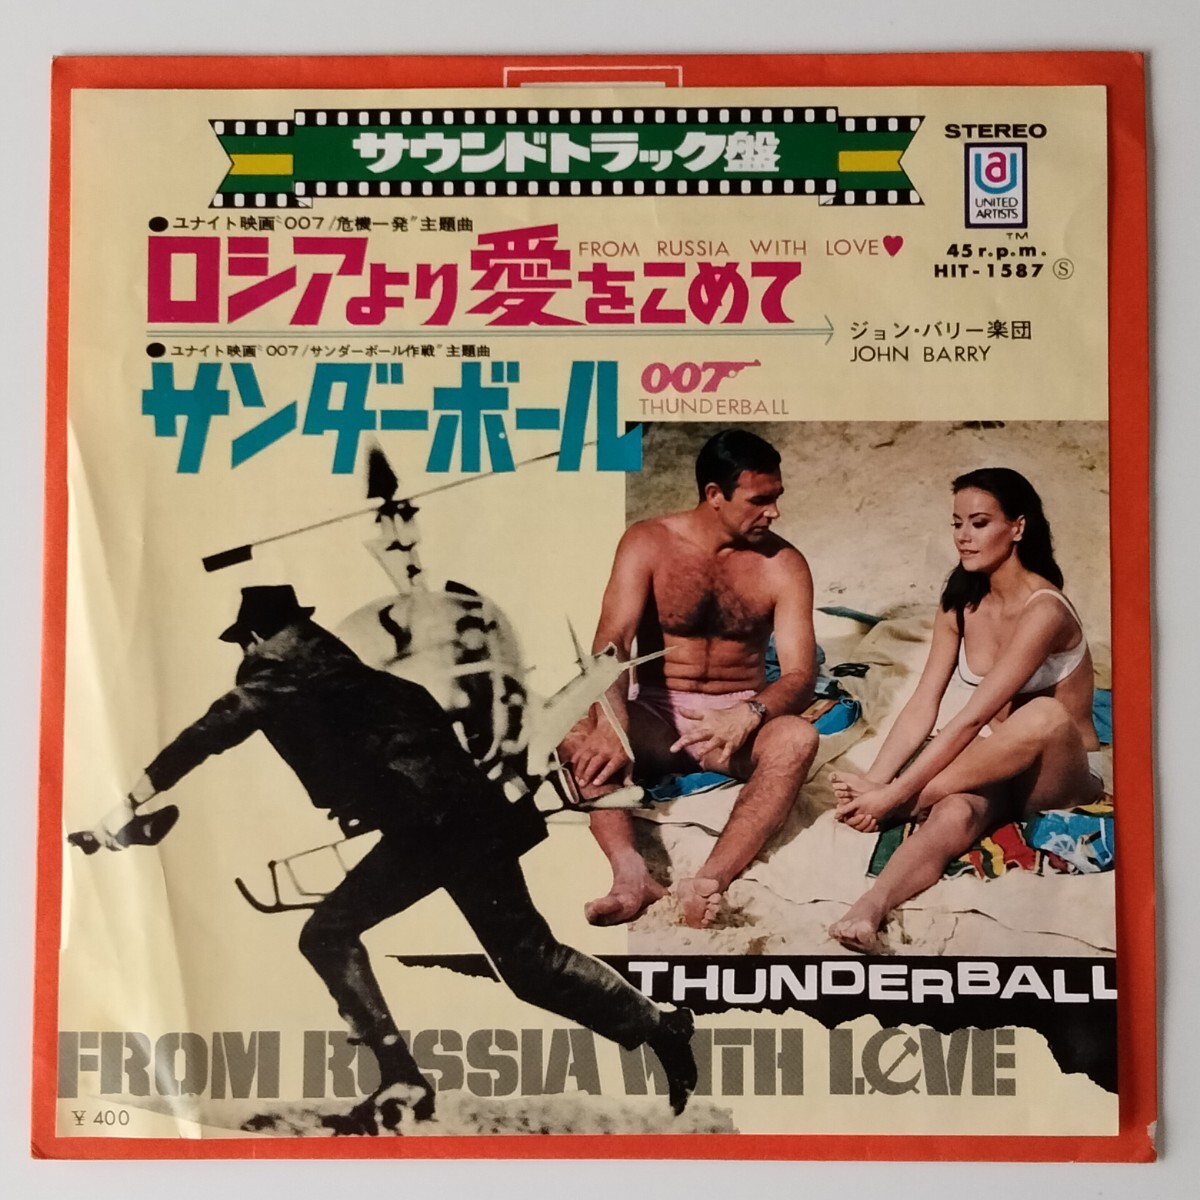 サウンドトラック盤
STEREO
UNITED
ARTISTS
TM
45 r.p.m.
HIT-1587 Ⓢ
●ユナイト映画〝007/危機一発〟主題曲
ロシアより愛をこめて
FROM RUSSIA WITH LOVE♥
ジョン・バリー楽団
JOHN BARRY
●ユナイト映画〝007/サンダーボール作戦〟主題曲
サンダーボール
007
THUNDERBALL
THUNDERBALL
FROM RUSSIA WITH LOVE
¥ 400